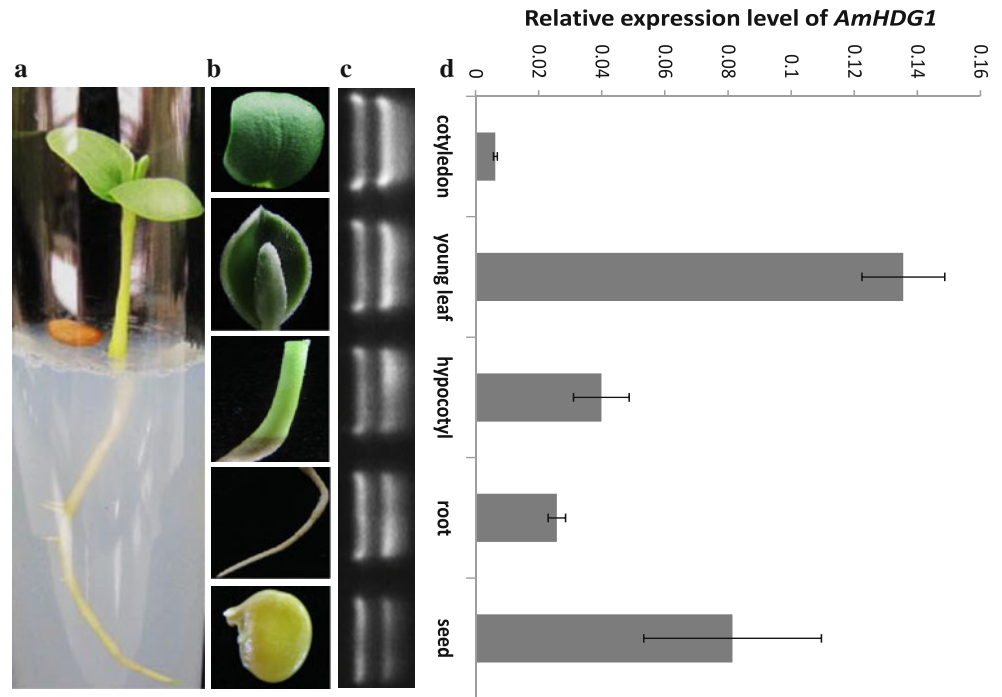 Relative expression level of AmHDG1
a b c d
0 0.02 0.04 0.06 0.08 0.1 0.12 0.14 0.16
cotyledon
young leaf
hypocotyl
root
seed